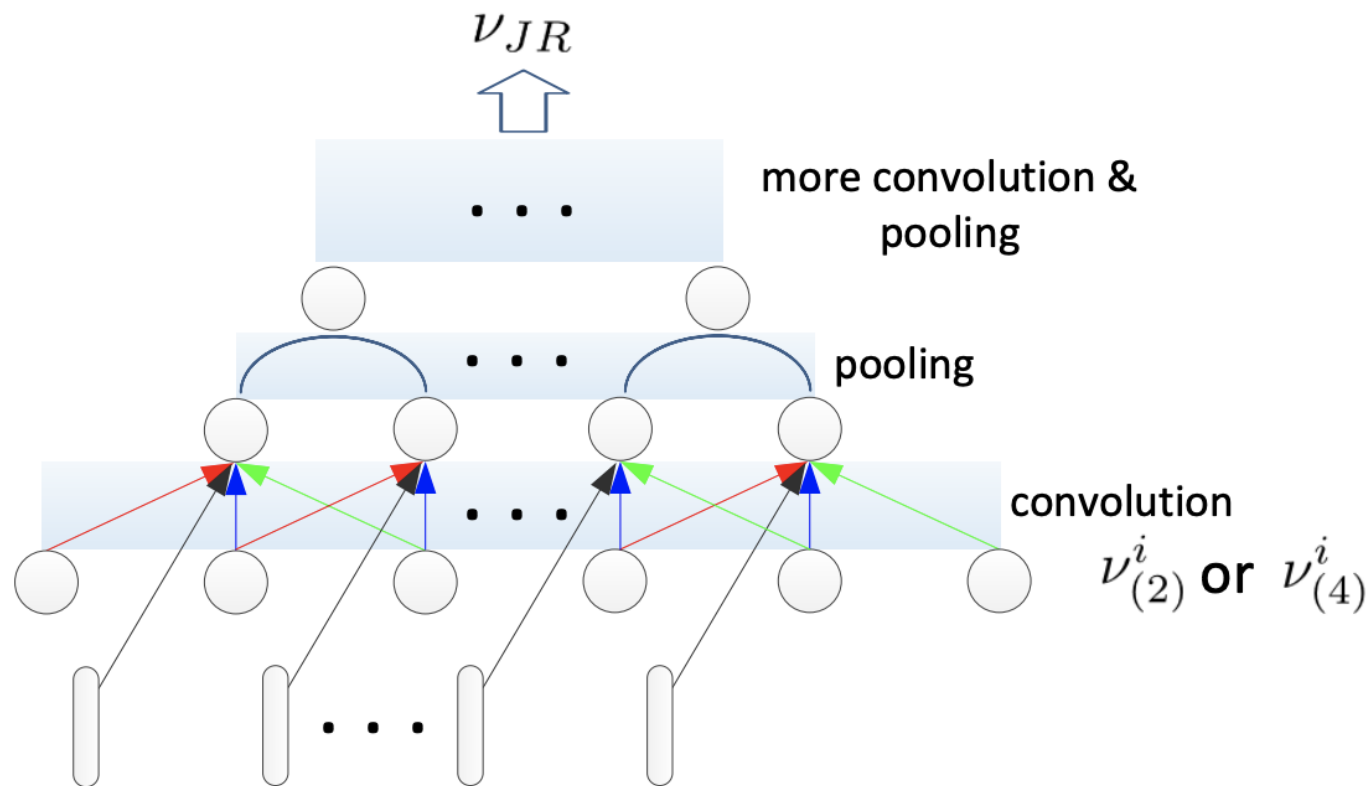 ν_{JR}
. . .
more convolution &
pooling
. . .
pooling
. . .
convolution
ν^i_{(2)} or ν^i_{(4)}
. . .